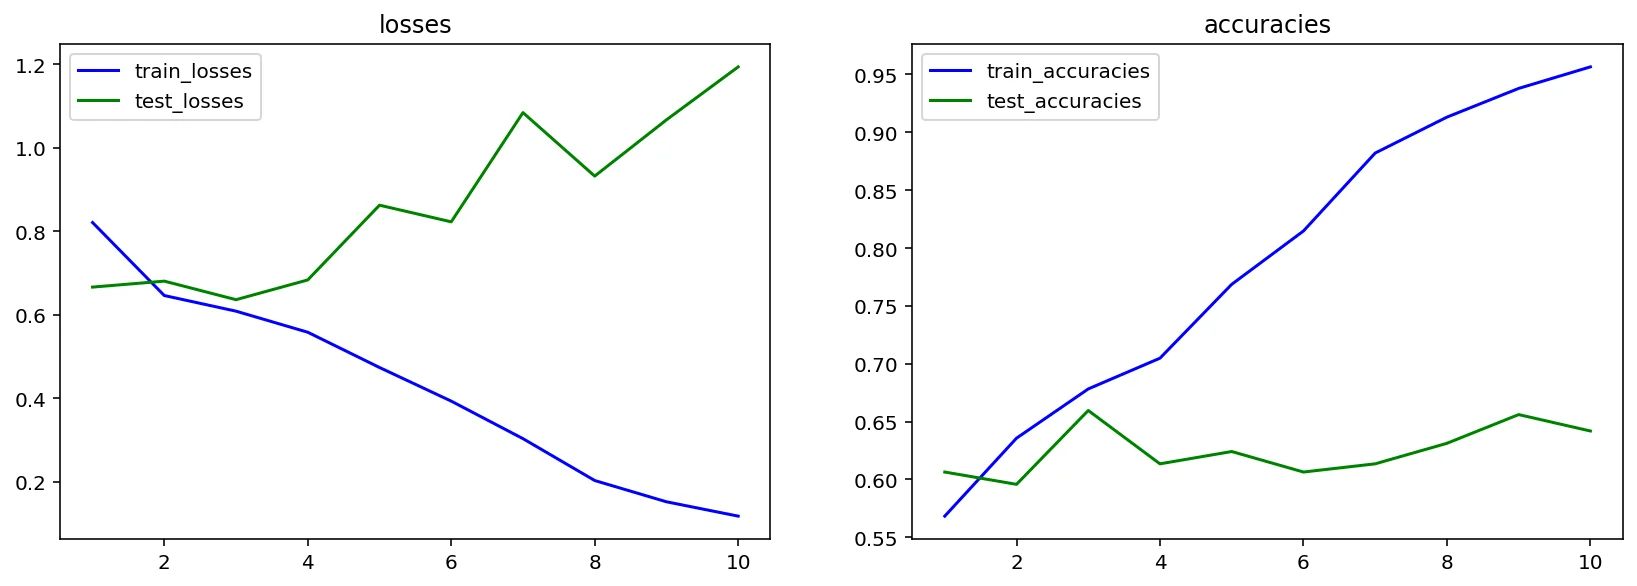 losses
train_losses
test_losses
1.2
1.0
0.8
0.6
0.4
0.2
2 4 6 8 10
accuracies
train_accuracies
test_accuracies
0.95
0.90
0.85
0.80
0.75
0.70
0.65
0.60
0.55
2 4 6 8 10